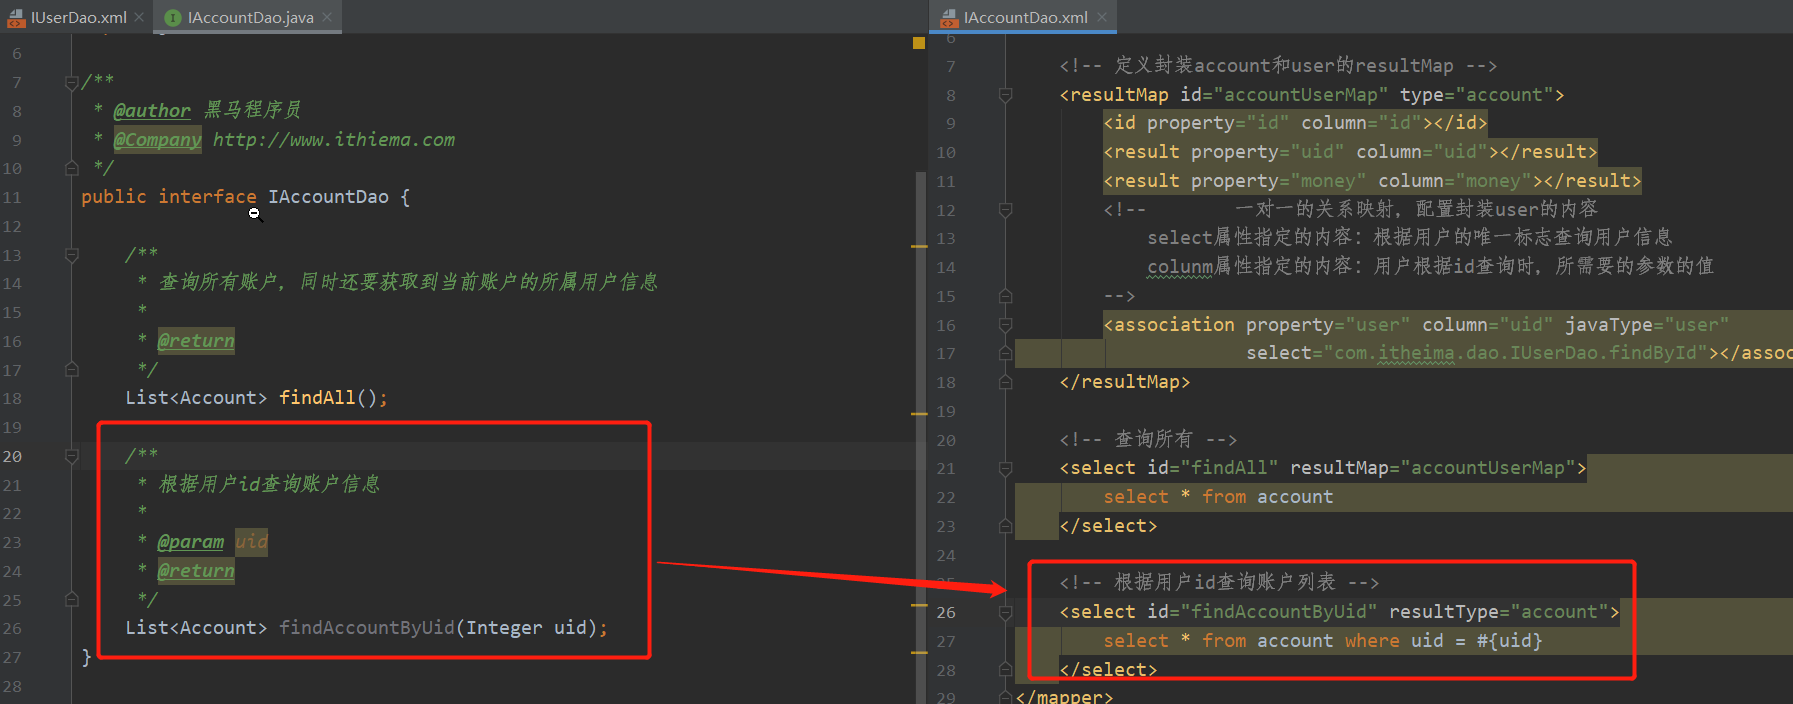 IUserDao.xml
IAccountDao.java
6
7 /**
8 * @author 黑马程序员
9 * @Company http://www.ithiema.com
10 */
11 public interface IAccountDao {
12
13 /**
14 * 查询所有账户，同时还要获取到当前账户的所属用户信息
15 *
16 * @return
17 */
18 List<Account> findAll();
19
20 /**
21 * 根据用户id查询账户信息
22 *
23 * @param uid
24 * @return
25 */
26 List<Account> findAccountByUid(Integer uid);
27 }
28
IAccountDao.xml
6
7 <!-- 定义封装account和user的resultMap -->
8 <resultMap id="accountUserMap" type="account">
9 <id property="id" column="id"></id>
10 <result property="uid" column="uid"></result>
11 <result property="money" column="money"></result>
12 <!-- 一对一的关系映射，配置封装user的内容
13 select属性指定的内容：根据用户的唯一标志查询用户信息
14 colunm属性指定的内容：用户根据id查询时，所需要的参数的值
15 -->
16 <association property="user" column="uid" javaType="user"
17 select="com.itheima.dao.IUserDao.findById"></assoc
18 </resultMap>
19
20 <!-- 查询所有 -->
21 <select id="findAll" resultMap="accountUserMap">
22 select * from account
23 </select>
24
25 <!-- 根据用户id查询账户列表 -->
26 <select id="findAccountByUid" resultType="account">
27 select * from account where uid = #{uid}
28 </select>
29 </mapper>